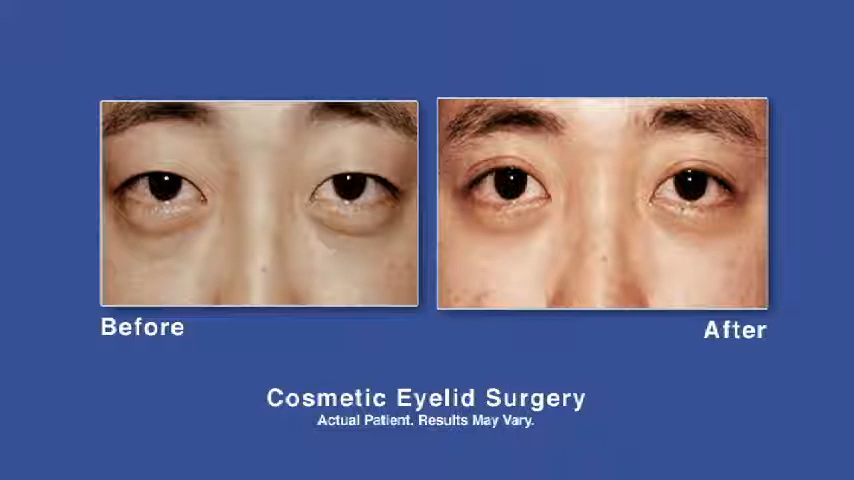 Before
After
Cosmetic Eyelid Surgery
Actual Patient. Results May Vary.